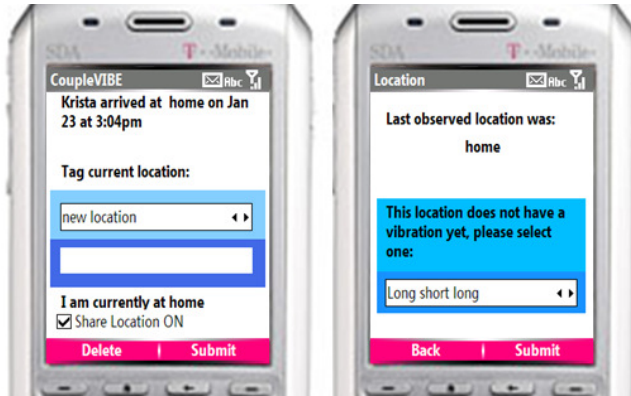 SDA T··Mobile·
CoupleVIBE Abc
Krista arrived at home on Jan
23 at 3:04pm
Tag current location:
new location
I am currently at home
Share Location ON
Delete Submit
SDA T··Mobile·
Location Abc
Last observed location was:
home
This location does not have a
vibration yet, please select
one:
Long short long
Back Submit